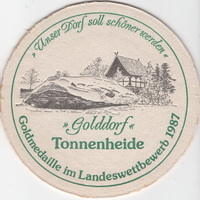 „Unser Dorf soll schöner werden“
»Golddorf«
Tonnenheide
Goldmedaille im Landeswettbewerb 1987